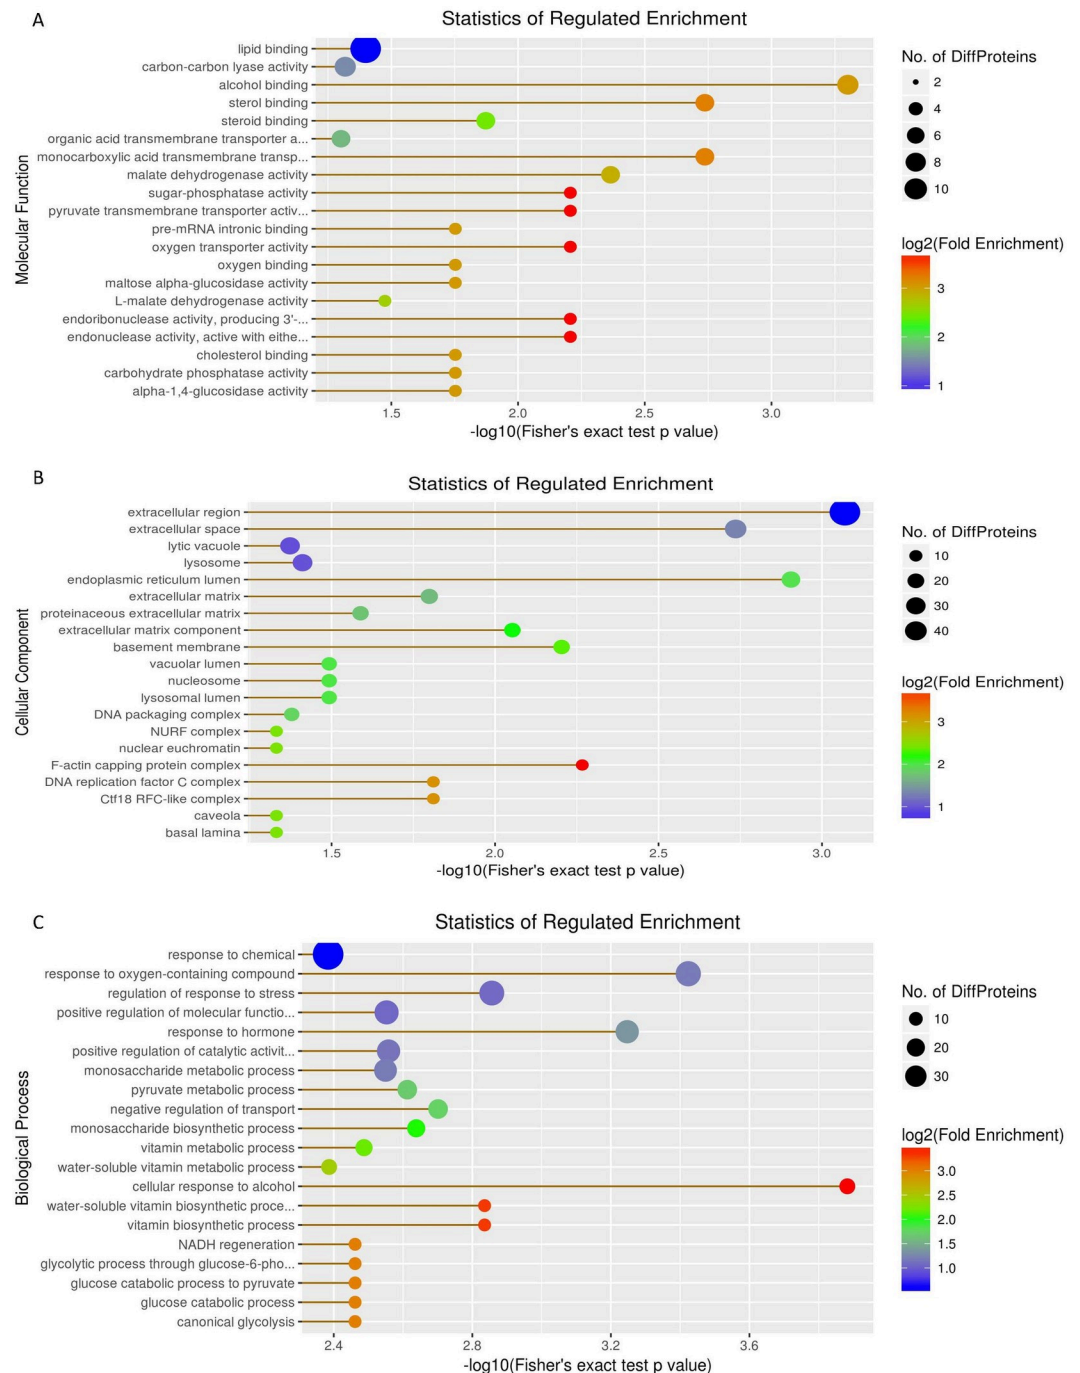 A
Statistics of Regulated Enrichment
Molecular Function
lipid binding
carbon-carbon lyase activity
alcohol binding
sterol binding
steroid binding
organic acid transmembrane transporter a...
monocarboxylic acid transmembrane transp...
malate dehydrogenase activity
sugar-phosphatase activity
pyruvate transmembrane transporter activ...
pre-mRNA intronic binding
oxygen transporter activity
oxygen binding
maltose alpha-glucosidase activity
L-malate dehydrogenase activity
endoribonuclease activity, producing 3'-...
endonuclease activity, active with eithe...
cholesterol binding
carbohydrate phosphatase activity
alpha-1,4-glucosidase activity
1.5 2.0 2.5 3.0
-log10(Fisher's exact test p value)
No. of DiffProteins
2
4
6
8
10
log2(Fold Enrichment)
3
2
1
B
Statistics of Regulated Enrichment
Cellular Component
extracellular region
extracellular space
lytic vacuole
lysosome
endoplasmic reticulum lumen
extracellular matrix
proteinaceous extracellular matrix
extracellular matrix component
basement membrane
vacuolar lumen
nucleosome
lysosomal lumen
DNA packaging complex
NURF complex
nuclear euchromatin
F-actin capping protein complex
DNA replication factor C complex
Ctf18 RFC-like complex
caveola
basal lamina
1.5 2.0 2.5 3.0
-log10(Fisher's exact test p value)
No. of DiffProteins
10
20
30
40
log2(Fold Enrichment)
3
2
1
C
Statistics of Regulated Enrichment
Biological Process
response to chemical
response to oxygen-containing compound
regulation of response to stress
positive regulation of molecular functio...
response to hormone
positive regulation of catalytic activit...
monosaccharide metabolic process
pyruvate metabolic process
negative regulation of transport
monosaccharide biosynthetic process
vitamin metabolic process
water-soluble vitamin metabolic process
cellular response to alcohol
water-soluble vitamin biosynthetic proce...
vitamin biosynthetic process
NADH regeneration
glycolytic process through glucose-6-pho...
glucose catabolic process to pyruvate
glucose catabolic process
canonical glycolysis
2.4 2.8 3.2 3.6
-log10(Fisher's exact test p value)
No. of DiffProteins
10
20
30
log2(Fold Enrichment)
3.0
2.5
2.0
1.5
1.0